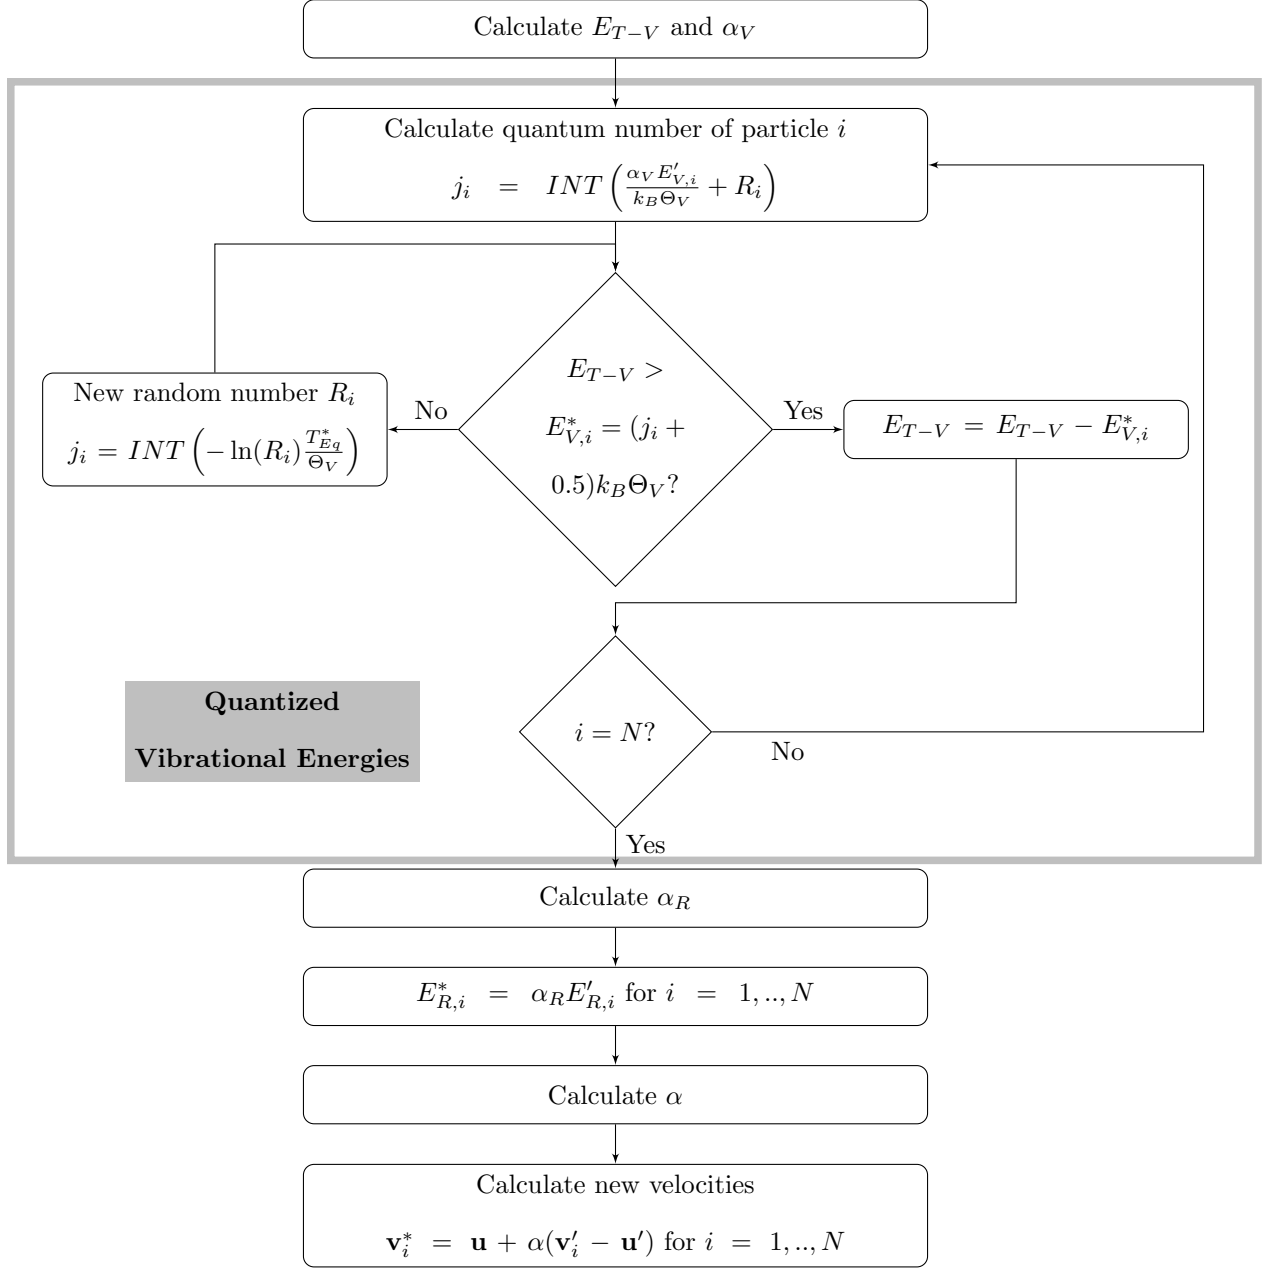 Calculate $E_{T-V}$ and $\alpha_V$
Calculate quantum number of particle $i$
$j_i = INT\left(\frac{\alpha_V E'_{V,i}}{k_B \Theta_V} + R_i\right)$
$E_{T-V} >$
$E^*_{V,i} = (j_i +$
$0.5) k_B \Theta_V?$
No
New random number $R_i$
$j_i = INT\left(-\ln(R_i) \frac{T^*_{Eq}}{\Theta_V}\right)$
Yes
$E_{T-V} = E_{T-V} - E^*_{V,i}$
$i = N?$
No
Quantized
Vibrational Energies
Yes
Calculate $\alpha_R$
$E^*_{R,i} = \alpha_R E'_{R,i}$ for $i = 1,..,N$
Calculate $\alpha$
Calculate new velocities
$\mathbf{v}^*_i = \mathbf{u} + \alpha(\mathbf{v}'_i - \mathbf{u}')$ for $i = 1,..,N$